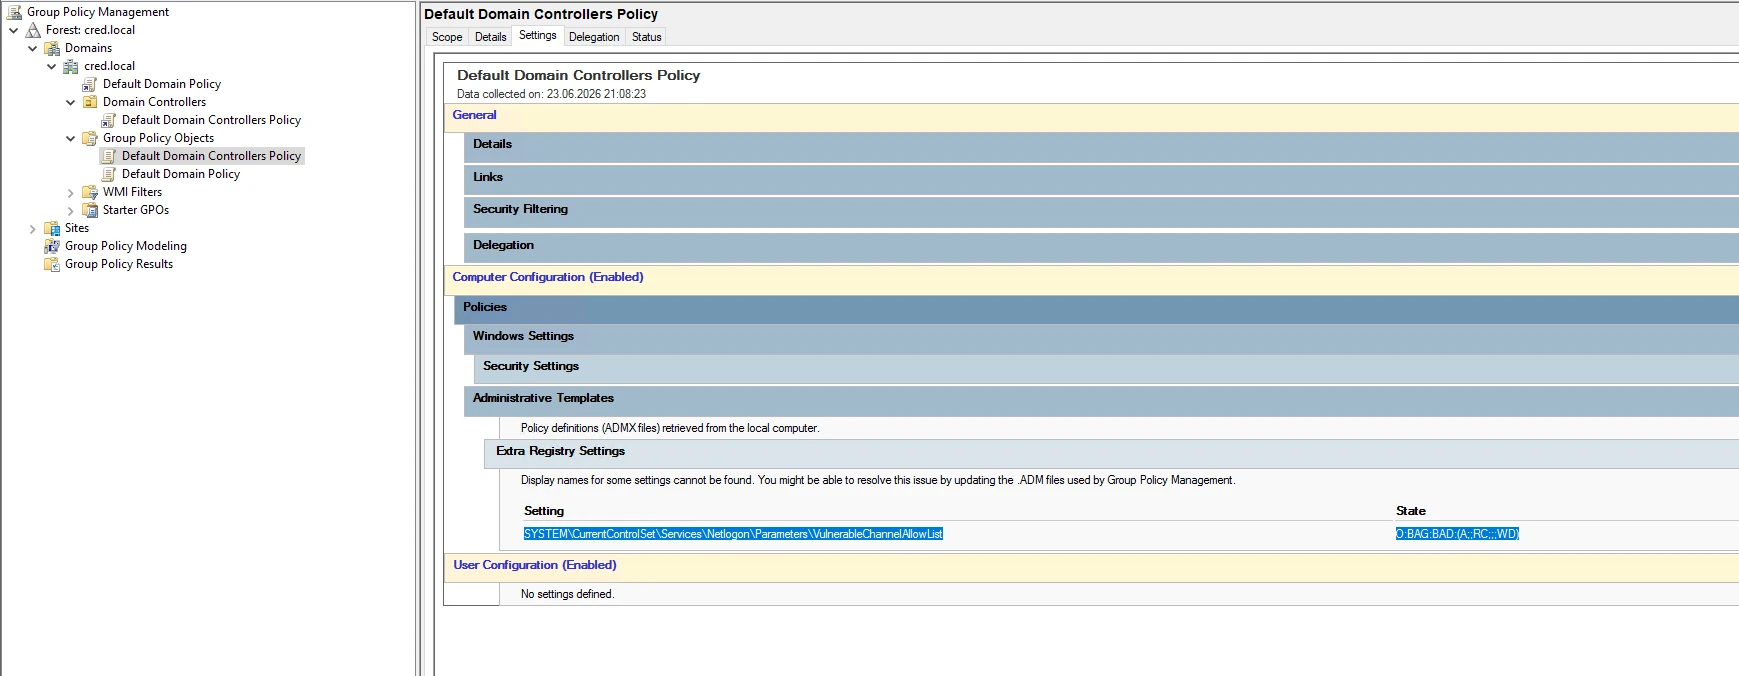 Group Policy Management
Forest: cred.local
Domains
cred.local
Default Domain Policy
Domain Controllers
Default Domain Controllers Policy
Group Policy Objects
Default Domain Controllers Policy
Default Domain Policy
WMI Filters
Starter GPOs
Sites
Group Policy Modeling
Group Policy Results
Default Domain Controllers Policy
Scope Details Settings Delegation Status
Default Domain Controllers Policy
Data collected on: 23.06.2026 21:08:23
General
Details
Links
Security Filtering
Delegation
Computer Configuration (Enabled)
Policies
Windows Settings
Security Settings
Administrative Templates
Policy definitions (ADMX files) retrieved from the local computer.
Extra Registry Settings
Display names for some settings cannot be found. You might be able to resolve this issue by updating the .ADM files used by Group Policy Management.
Setting State
SYSTEM\CurrentControlSet\Services\Netlogon\Parameters\VulnerableChannelAllowList O:BAG:BAD:(A;;RC;;;WD)
User Configuration (Enabled)
No settings defined.